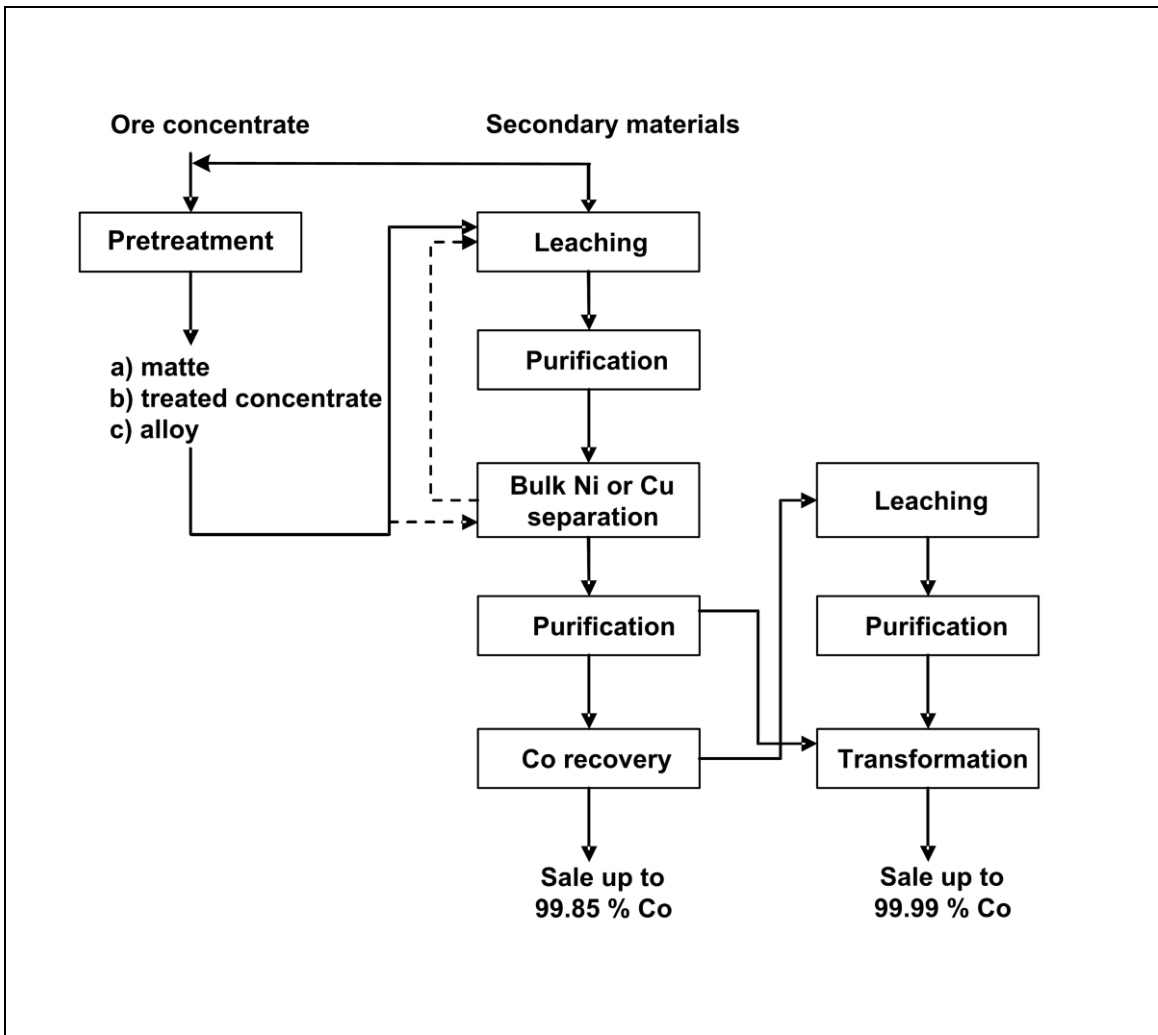 Ore concentrate
Secondary materials
Pretreatment
Leaching
a) matte
b) treated concentrate
c) alloy
Purification
Bulk Ni or Cu
separation
Leaching
Purification
Purification
Co recovery
Transformation
Sale up to
99.85 % Co
Sale up to
99.99 % Co